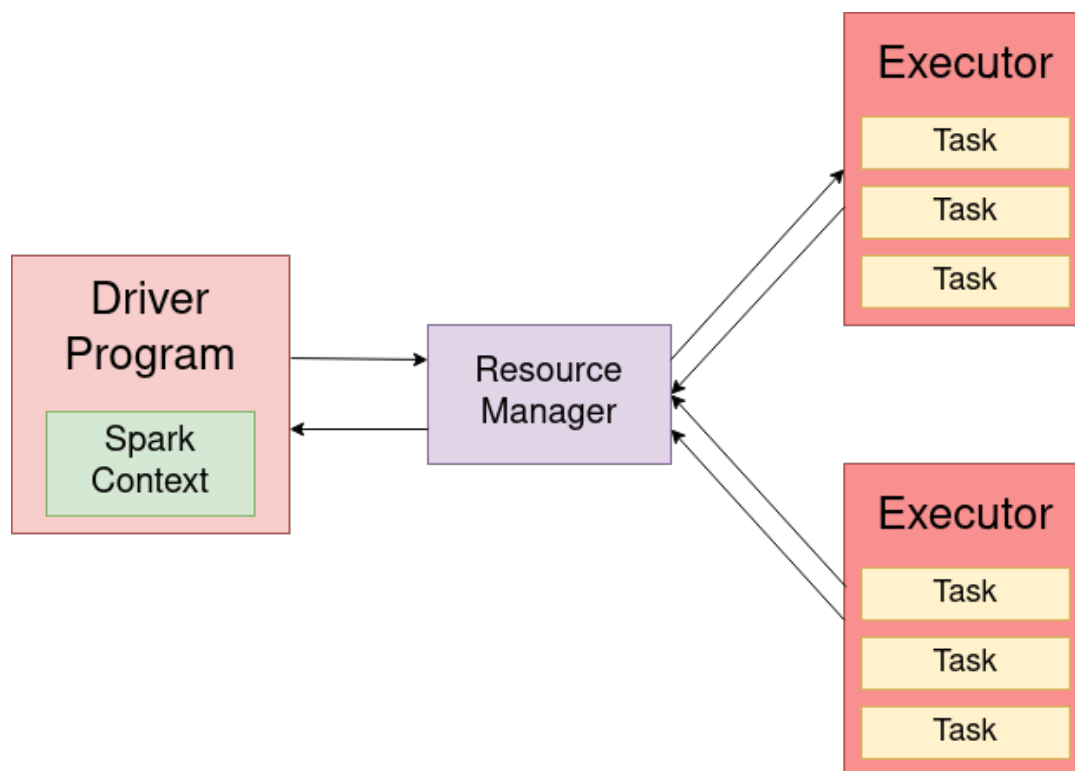 Driver
Program
Spark
Context
Resource
Manager
Executor
Task
Task
Task
Executor
Task
Task
Task